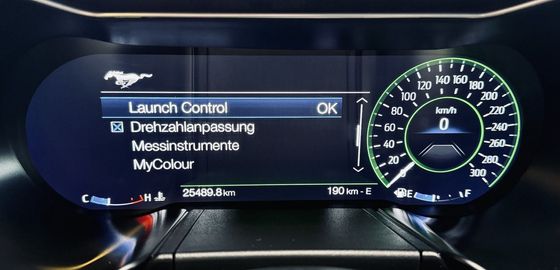 Launch Control OK
Drehzahlanpassung
Messinstrumente
MyColour
C H
25489.8 km
190 km - E
0 20 40 60 80 100 120 140 160 180 200 220 240 260 280 300
km/h
0
E F